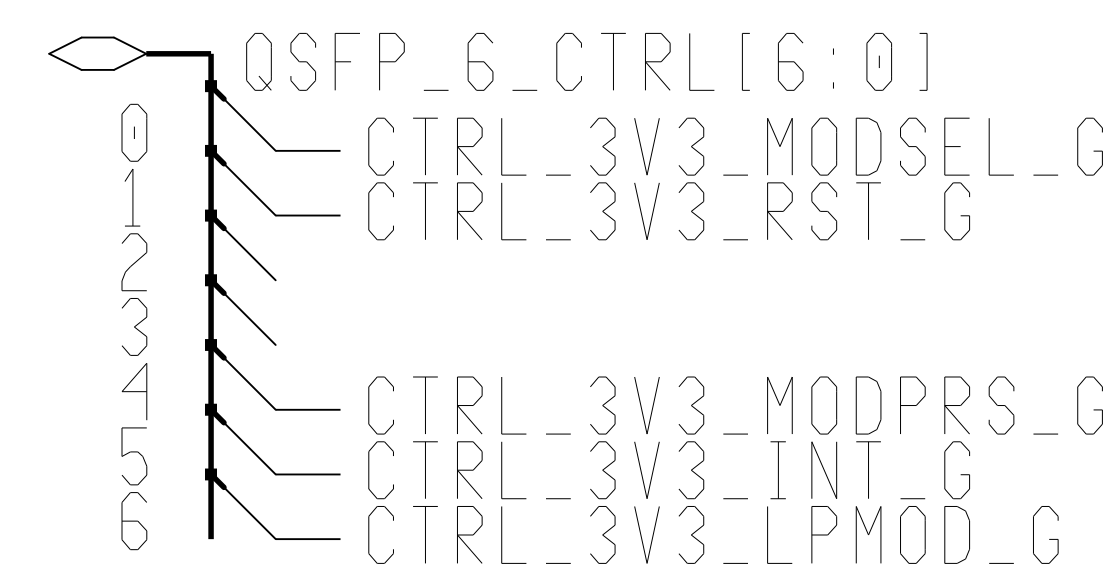 QSFP_6_CTRL[6:0]
0 CTRL_3V3_MODSEL_G
1 CTRL_3V3_RST_G
2
3
4 CTRL_3V3_MODPRS_G
5 CTRL_3V3_INT_G
6 CTRL_3V3_LPMOD_G